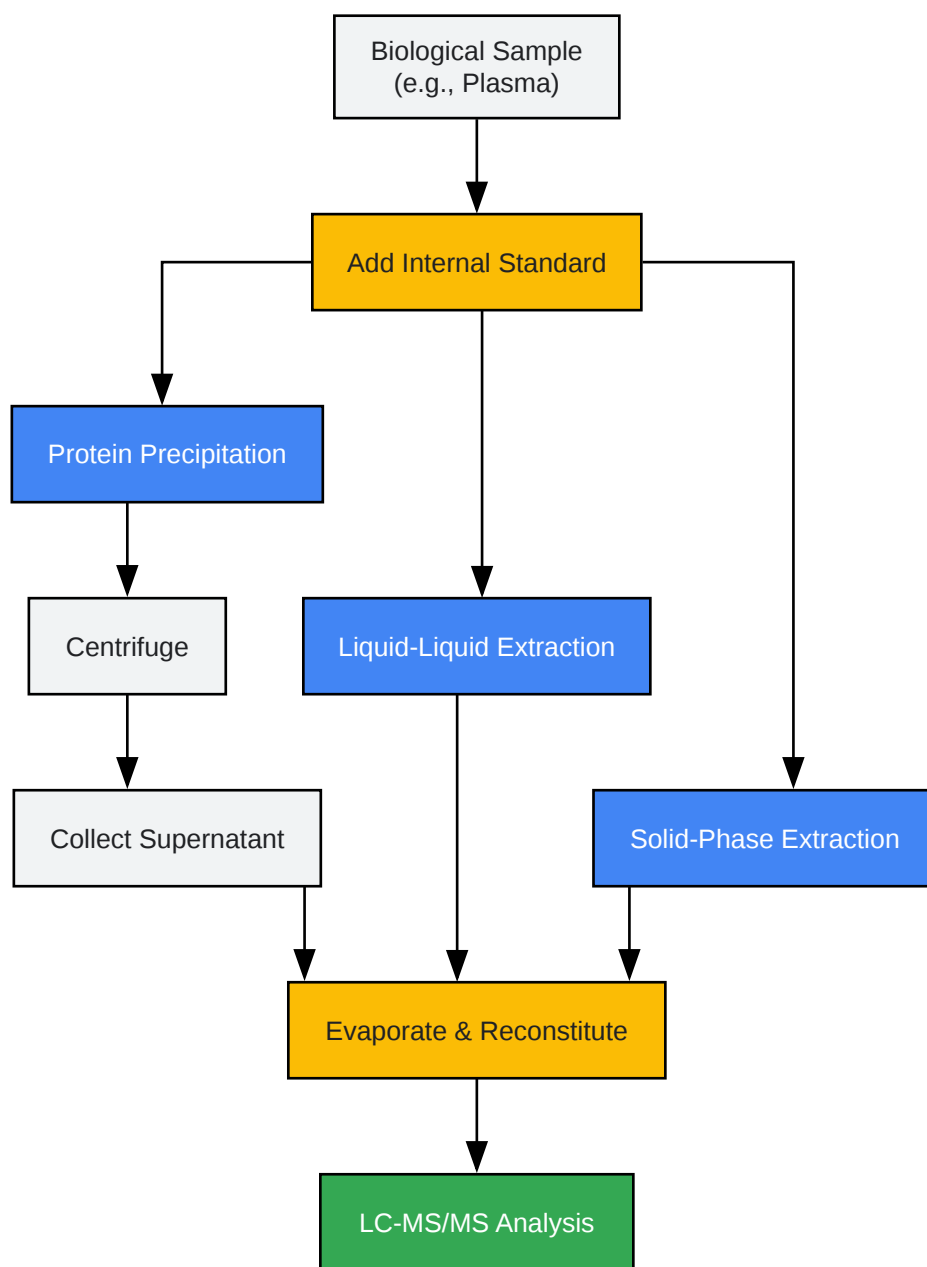 Biological Sample
(e.g., Plasma)
Add Internal Standard
Protein Precipitation
Centrifuge
Liquid-Liquid Extraction
Collect Supernatant
Solid-Phase Extraction
Evaporate & Reconstitute
LC-MS/MS Analysis